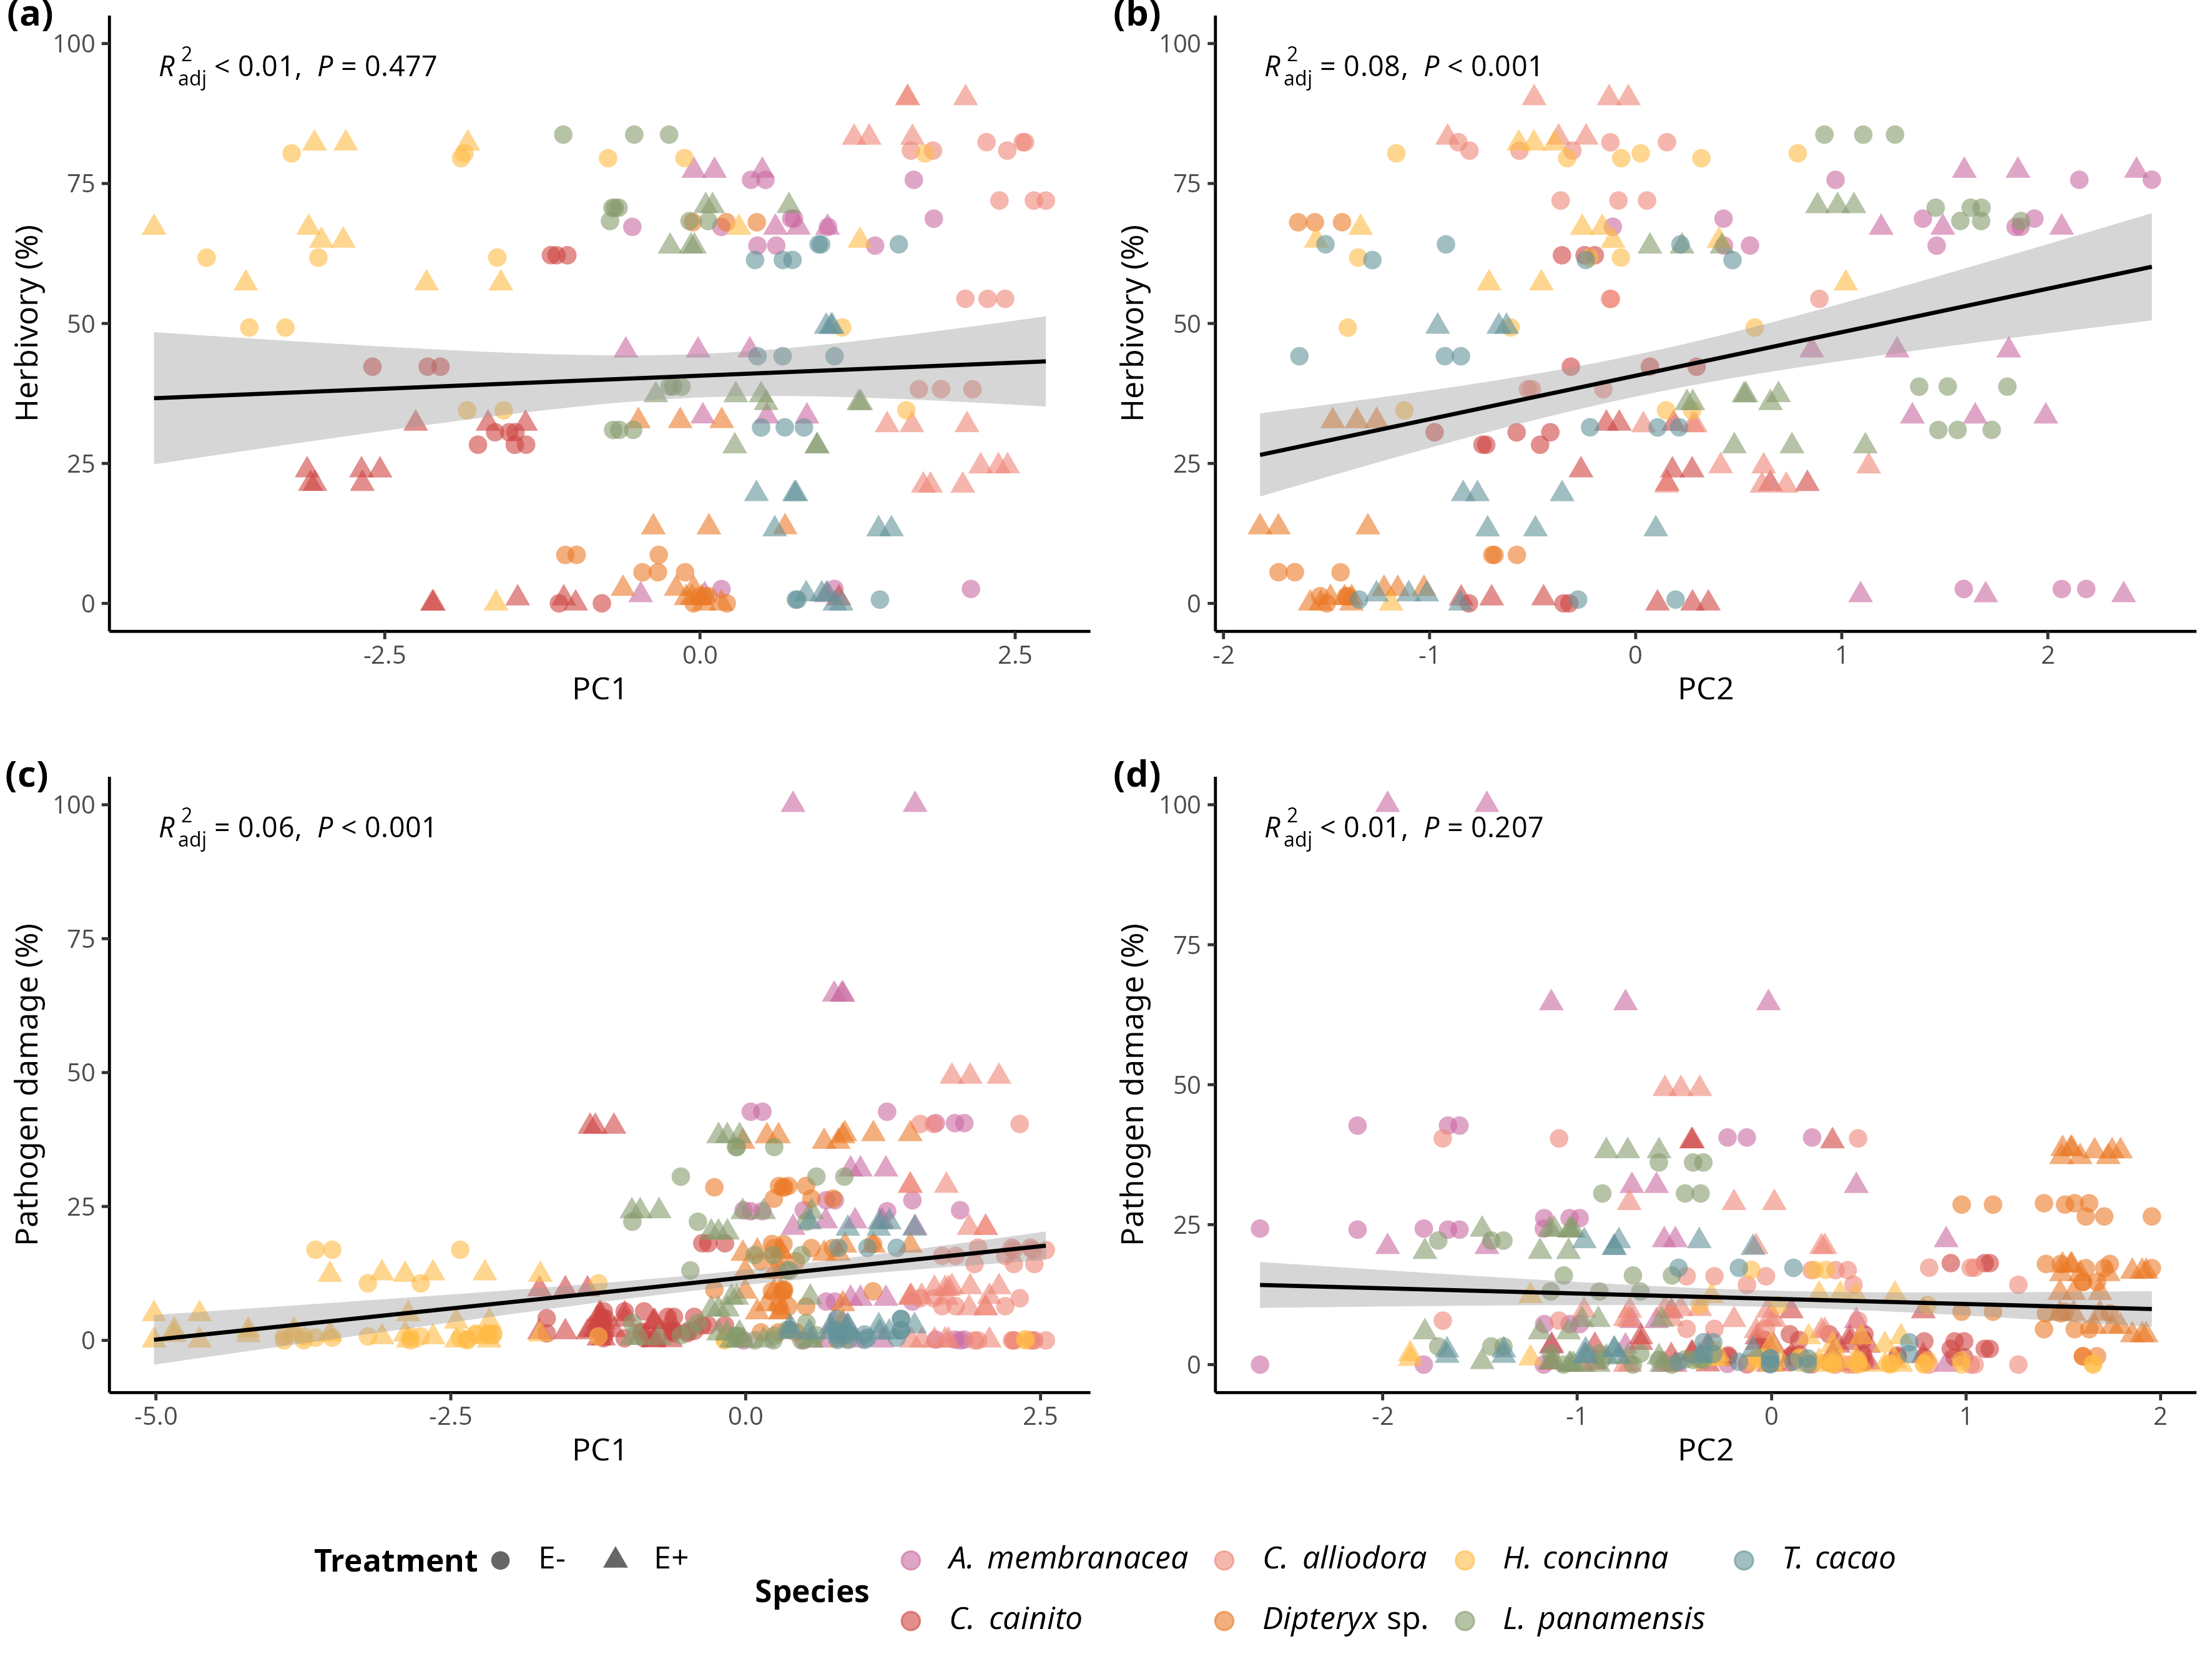 (a)
R²adj < 0.01, P = 0.477
100
75
50
25
0
Herbivory (%)
-2.5 0.0 2.5
PC1
(b)
R²adj = 0.08, P < 0.001
100
75
50
25
0
Herbivory (%)
-2 -1 0 1 2
PC2
(c)
R²adj = 0.06, P < 0.001
100
75
50
25
0
Pathogen damage (%)
-5.0 -2.5 0.0 2.5
PC1
(d)
R²adj < 0.01, P = 0.207
100
75
50
25
0
Pathogen damage (%)
-2 -1 0 1 2
PC2
Treatment E- E+
Species
A. membranacea C. alliodora H. concinna T. cacao
C. cainito Dipteryx sp. L. panamensis